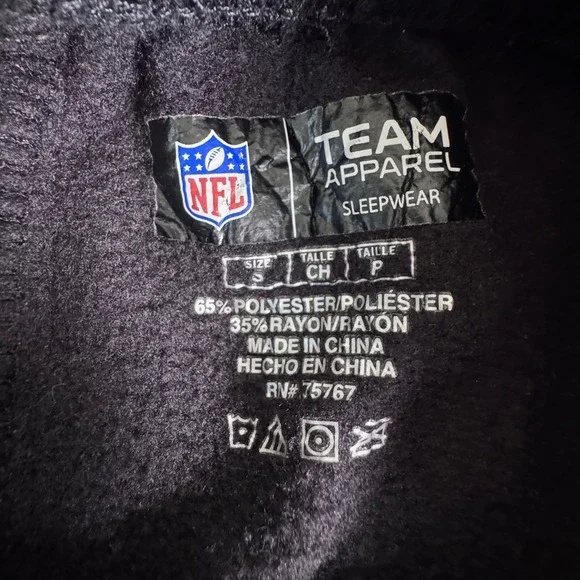 NFL
TEAM
APPAREL
SLEEPWEAR
SIZE TALLE TAILLE
S CH P
65% POLYESTER/POLIÉSTER
35% RAYON/RAYÓN
MADE IN CHINA
HECHO EN CHINA
RN# 75767